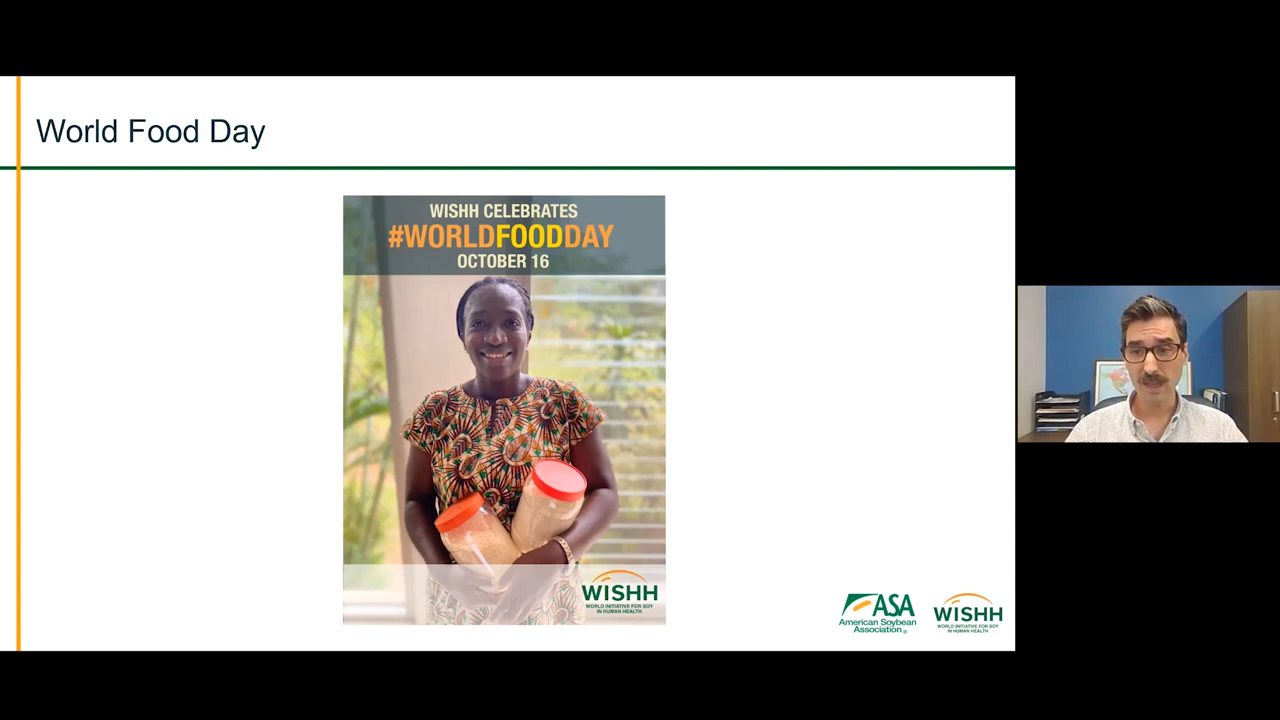 World Food Day
WISHH CELEBRATES
#WORLDFOODDAY
OCTOBER 16
WISHH
WORLD INITIATIVE FOR SOY
IN HUMAN HEALTH
ASA
American Soybean
Association®
WISHH
WORLD INITIATIVE FOR SOY
IN HUMAN HEALTH